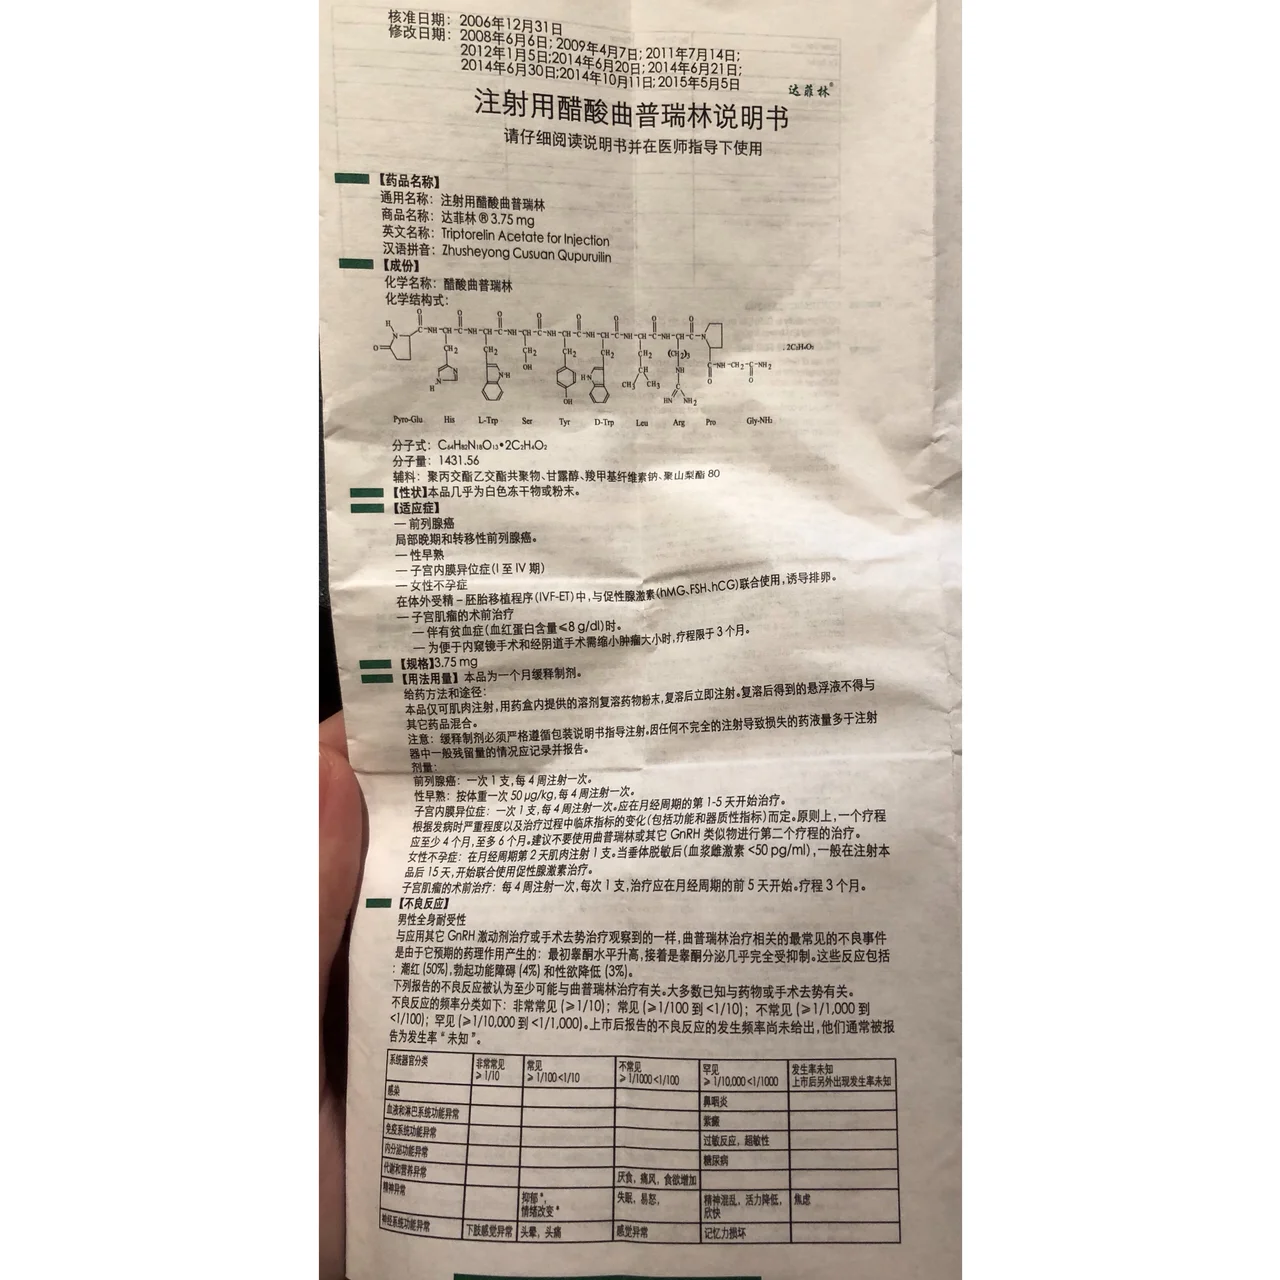 核准日期：2006年12月31日
修改日期：2008年6月6日；2009年4月7日；2011年7月14日；
2012年1月5日;2014年6月20日；2014年6月21日；
2014年6月30日;2014年10月11日;2015年5月5日
达菲林®
注射用醋酸曲普瑞林说明书
请仔细阅读说明书并在医师指导下使用
【药品名称】
通用名称：注射用醋酸曲普瑞林
商品名称：达菲林®3.75 mg
英文名称：Triptorelin Acetate for Injection
汉语拼音：Zhusheyong Cusuan Qupuruilin
【成份】
化学名称：醋酸曲普瑞林
化学结构式：
Pyro-Glu His L-Trp Ser Tyr D-Trp Leu Arg Pro Gly-NH₂
分子式：C₆₄H₈₂N₁₈O₁₃•2C₂H₄O₂
分子量：1431.56
辅料：聚丙交酯乙交酯共聚物、甘露醇、羧甲基纤维素钠、聚山梨酯 80
【性状】本品几乎为白色冻干物或粉末。
【适应症】
— 前列腺癌
局部晚期和转移性前列腺癌。
— 性早熟
— 子宫内膜异位症(I 至 IV 期)
— 女性不孕症
在体外受精 – 胚胎移植程序(IVF-ET)中，与促性腺激素(hMG、FSH、hCG)联合使用，诱导排卵。
— 子宫肌瘤的术前治疗
— 伴有贫血症(血红蛋白含量≤8 g/dl)时。
— 为便于内窥镜手术和经阴道手术需缩小肿瘤大小时，疗程限于 3 个月。
【规格】3.75 mg
【用法用量】本品为一个月缓释制剂。
给药方法和途径：
本品仅可肌肉注射，用药盒内提供的溶剂复溶药物粉末，复溶后立即注射。复溶后得到的悬浮液不得与
其它药品混合。
注意：缓释制剂必须严格遵循包装说明书指导注射。因任何不完全的注射导致损失的药液量多于注射
器中一般残留量的情况应记录并报告。
剂量：
前列腺癌：一次 1 支，每 4 周注射一次。
性早熟：按体重一次 50 μg/kg，每 4 周注射一次。
子宫内膜异位症：一次 1 支，每 4 周注射一次。应在月经周期的第 1-5 天开始治疗。
根据发病时严重程度以及治疗过程中临床指标的变化(包括功能和器质性指标)而定。原则上，一个疗程
应至少 4 个月，至多 6 个月。建议不要使用曲普瑞林或其它 GnRH 类似物进行第二个疗程的治疗。
女性不孕症：在月经周期第 2 天肌肉注射 1 支。当垂体脱敏后(血浆雌激素 <50 pg/ml)，一般在注射本
品后 15 天，开始联合使用促性腺激素治疗。
子宫肌瘤的术前治疗：每 4 周注射一次，每次 1 支，治疗应在月经周期的前 5 天开始。疗程 3 个月。
【不良反应】
男性全身耐受性
与应用其它 GnRH 激动剂治疗或手术去势治疗观察到的一样，曲普瑞林治疗相关的最常见的不良事件
是由于它预期的药理作用产生的：最初睾酮水平升高，接着是睾酮分泌几乎完全受抑制。这些反应包括
：潮红 (50%)，勃起功能障碍 (4%) 和性欲降低 (3%)。
下列报告的不良反应被认为至少可能与曲普瑞林治疗有关。大多数已知与药物或手术去势有关。
不良反应的频率分类如下：非常常见 (≥1/10)；常见 (≥1/100 到 <1/10)；不常见 (≥1/1,000 到
<1/100)；罕见 (≥1/10,000 到 <1/1,000)。上市后报告的不良反应的发生频率尚未给出，他们通常被报
告为发生率 “未知”。
系统器官分类 非常常见 常见 不常见 罕见 发生率未知
≥ 1/10 ≥ 1/100 <1/10 ≥ 1/1000 <1/100 ≥ 1/10,000 <1/1000 上市后另外出现发生率未知
感染 鼻咽炎
血液和淋巴系统功能异常 紫癜
免疫系统功能异常 过敏反应，超敏性
内分泌功能异常 糖尿病
代谢和营养异常 厌食，痛风，食欲增加
精神异常 抑郁*， 失眠，易怒， 精神混乱，活力降低， 焦虑
情绪改变* 欣快
神经系统功能异常 下肢感觉异常 头晕，头痛 感觉异常 记忆力损坏